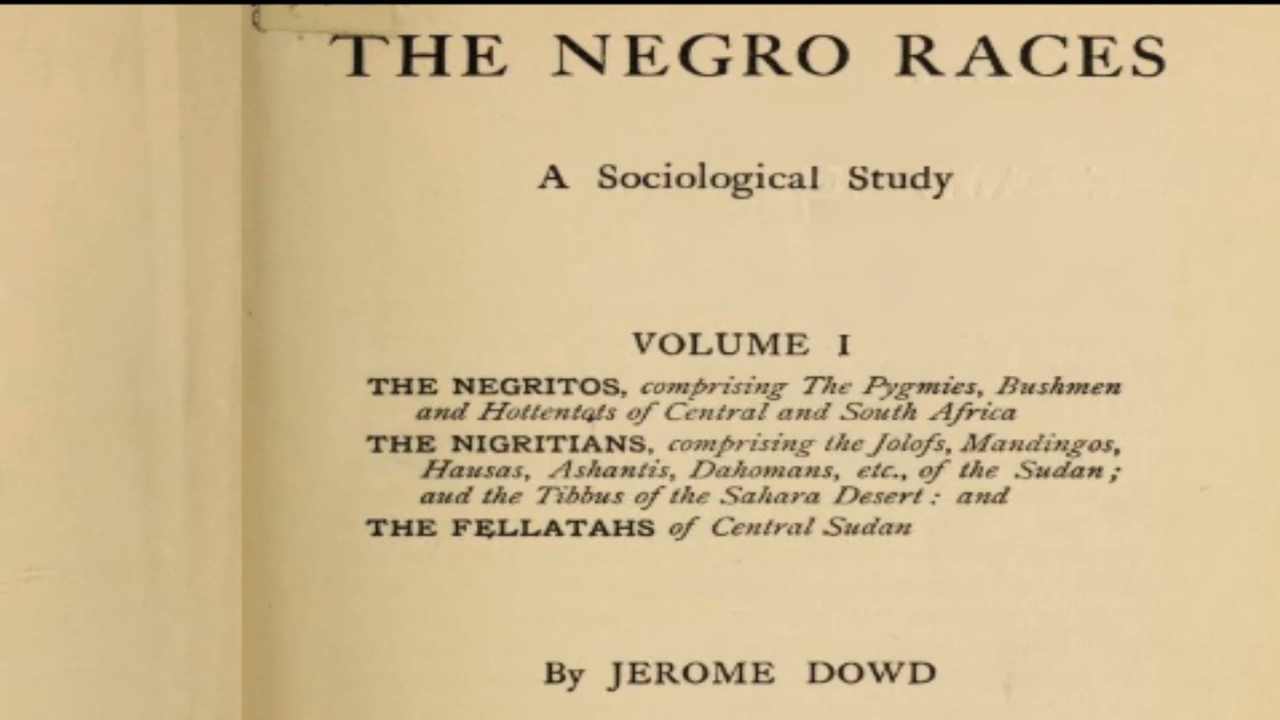 THE NEGRO RACES
A Sociological Study
VOLUME I
THE NEGRITOS, comprising The Pygmies, Bushmen
and Hottentots of Central and South Africa
THE NIGRITIANS, comprising the Jolofs, Mandingos,
Hausas, Ashantis, Dahomans, etc., of the Sudan;
aud the Tibbus of the Sahara Desert: and
THE FELLATAHS of Central Sudan
By JEROME DOWD